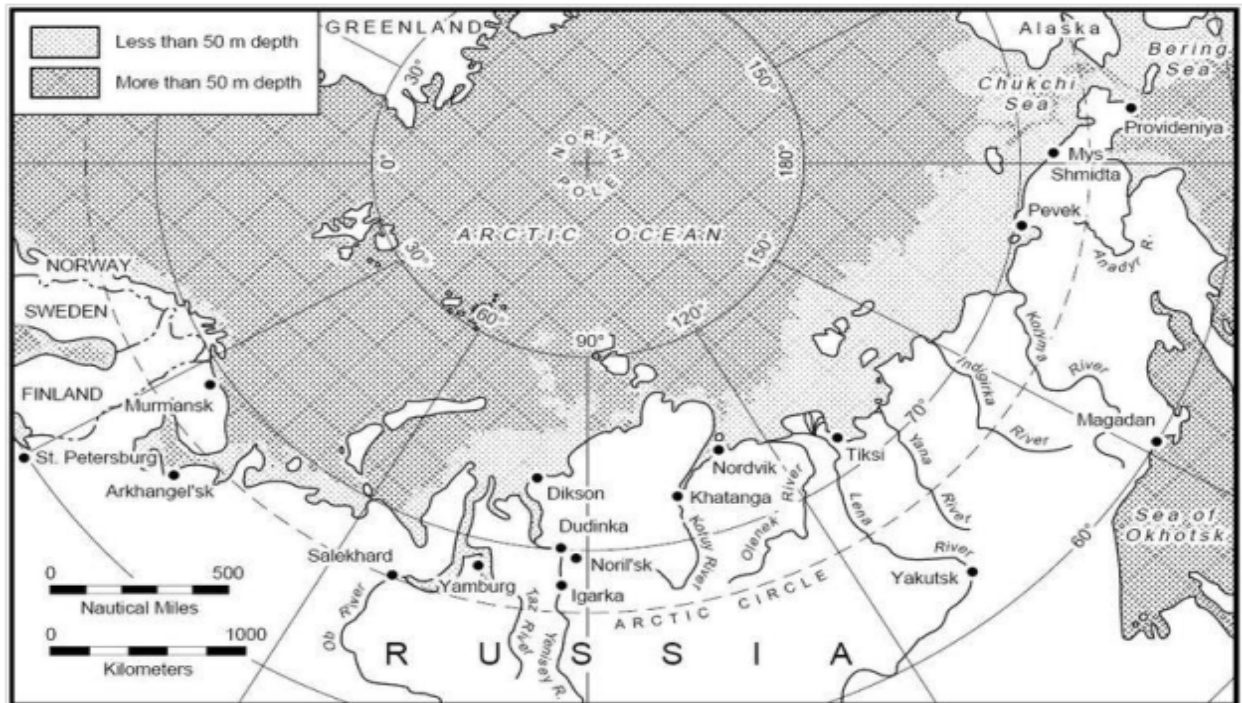 Less than 50 m depth
More than 50 m depth
GREENLAND
Alaska
Bering
Sea
Chukchi
Sea
30°
150°
NORTH
POLE
0°
180°
Provideniya
Mys
Shmidta
Pevek
ARCTIC OCEAN
30°
150°
Anadyr R.
NORWAY
SWEDEN
FINLAND
60°
90°
120°
Kolyma
River
Indigirka
River
Murmansk
70°
Magadan
St. Petersburg
Arkhangel'sk
Nordvik
Tiksi
Yana
River
Dikson
Khatanga
River
Olenek
Lena
River
Kotuy River
Dudinka
Noril'sk
Igarka
Salekhard
Yamburg
Taz River
Yenisey R.
Ob River
ARCTIC CIRCLE
Yakutsk
60°
Sea of
Okhotsk
0 500
Nautical Miles
0 1000
Kilometers
RUSSIA